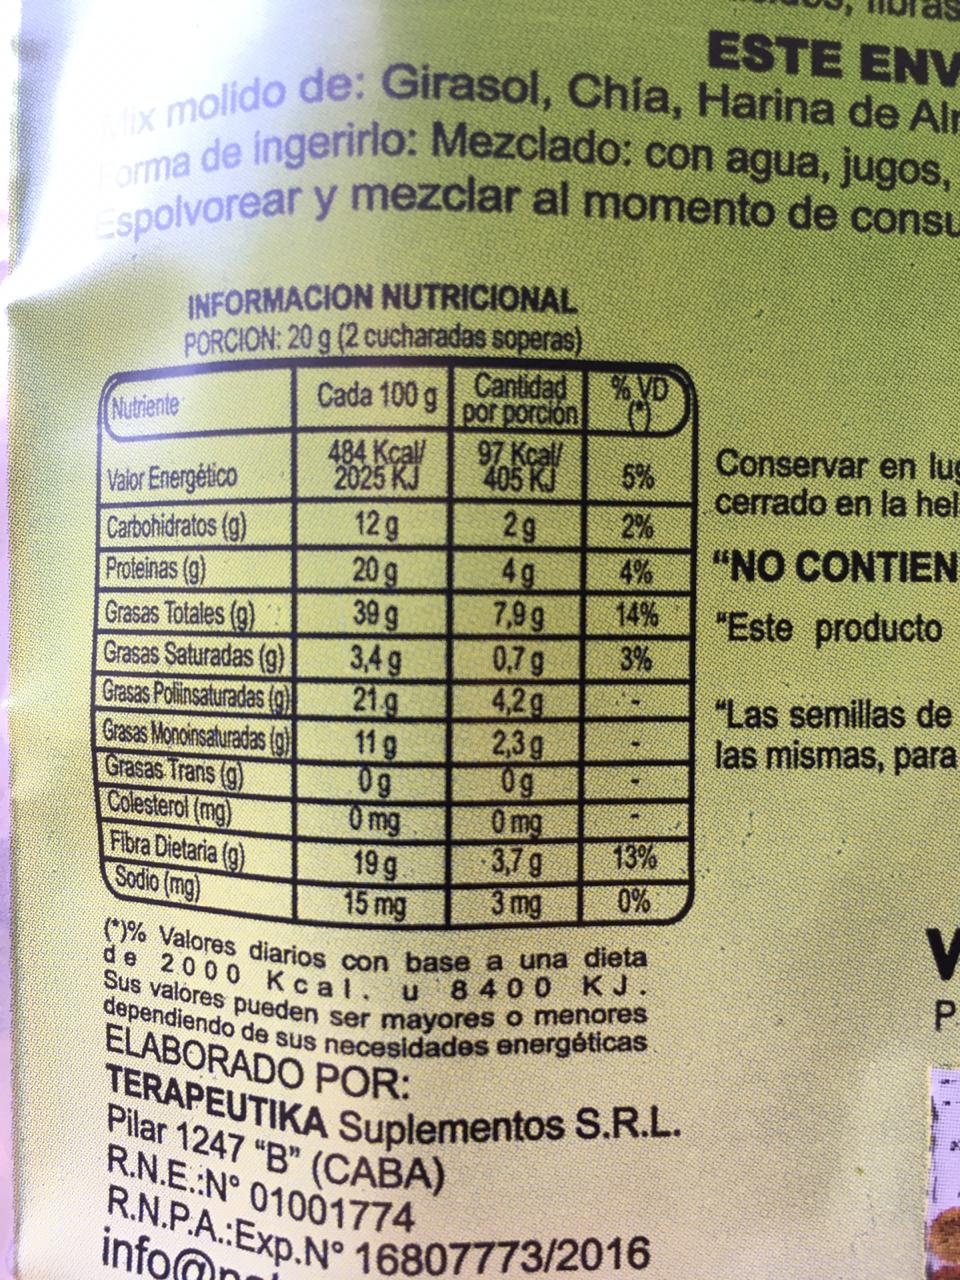 ESTE ENV
Mix molido de: Girasol, Chía, Harina de Al
Forma de ingerirlo: Mezclado: con agua, jugos,
Espolvorear y mezclar al momento de consu
INFORMACION NUTRICIONAL
PORCION: 20 g (2 cucharadas soperas)
Nutriente Cada 100 g Cantidad por porción % VD (*)
Valor Energético 484 Kcal/ 2025 KJ 97 Kcal/ 405 KJ 5%
Carbohidratos (g) 12 g 2 g 2%
Proteinas (g) 20 g 4 g 4%
Grasas Totales (g) 39 g 7,9 g 14%
Grasas Saturadas (g) 3,4 g 0,7 g 3%
Grasas Poliinsaturadas (g) 21 g 4,2 g -
Grasas Monoinsaturadas (g) 11 g 2,3 g -
Grasas Trans (g) 0 g 0 g -
Colesterol (mg) 0 mg 0 mg -
Fibra Dietaria (g) 19 g 3,7 g 13%
Sodio (mg) 15 mg 3 mg 0%
(*)% Valores diarios con base a una dieta
de 2000 Kcal. u 8400 KJ.
Sus valores pueden ser mayores o menores
dependiendo de sus necesidades energéticas
ELABORADO POR:
TERAPEUTIKA Suplementos S.R.L.
Pilar 1247 “B” (CABA)
R.N.E.:N° 01001774
R.N.P.A.:Exp.N° 16807773/2016
Conservar en lug
cerrado en la hel
“NO CONTIEN
“Este producto
“Las semillas de
las mismas, para
V
P